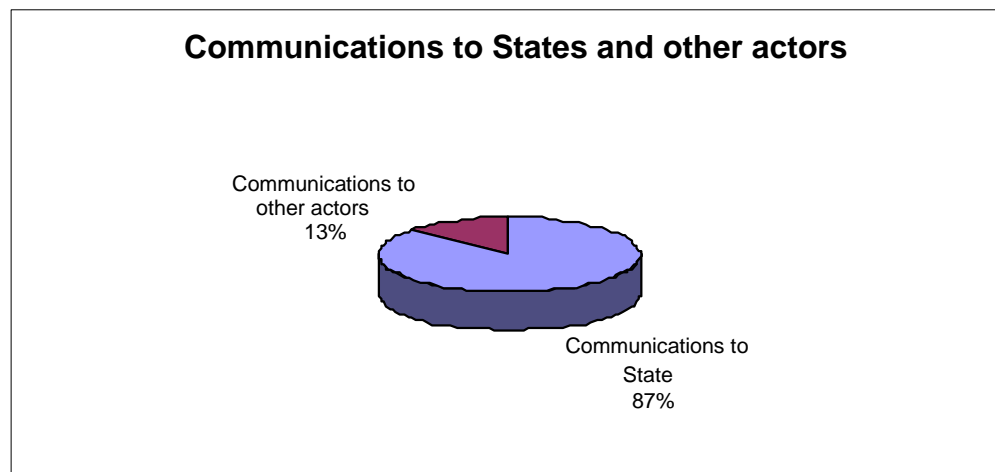 Communications to States and other actors
Communications to
other actors
13%
Communications to
State
87%